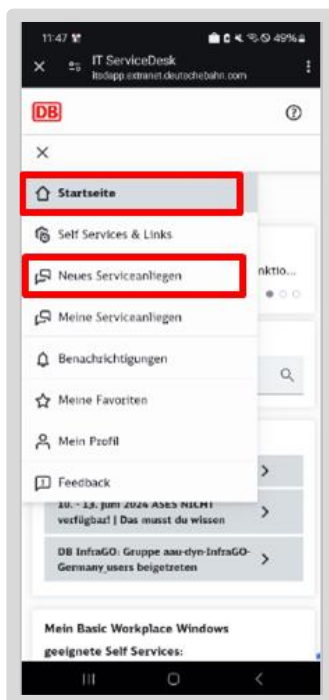 11:47
49%
IT ServiceDesk
itsdapp.extranet.deutschebahn.com
DB
Startseite
Self Services & Links
Neues Serviceanliegen
nktio...
Meine Serviceanliegen
Benachrichtigungen
Meine Favoriten
Mein Profil
Feedback
10. - 13. Juni 2024 ASES NICHT
verfügbar! | Das musst du wissen
DB InfraGO: Gruppe aau-dyn-InfraGO-
Germany_users beigetreten
Mein Basic Workplace Windows
geeignete Self Services: